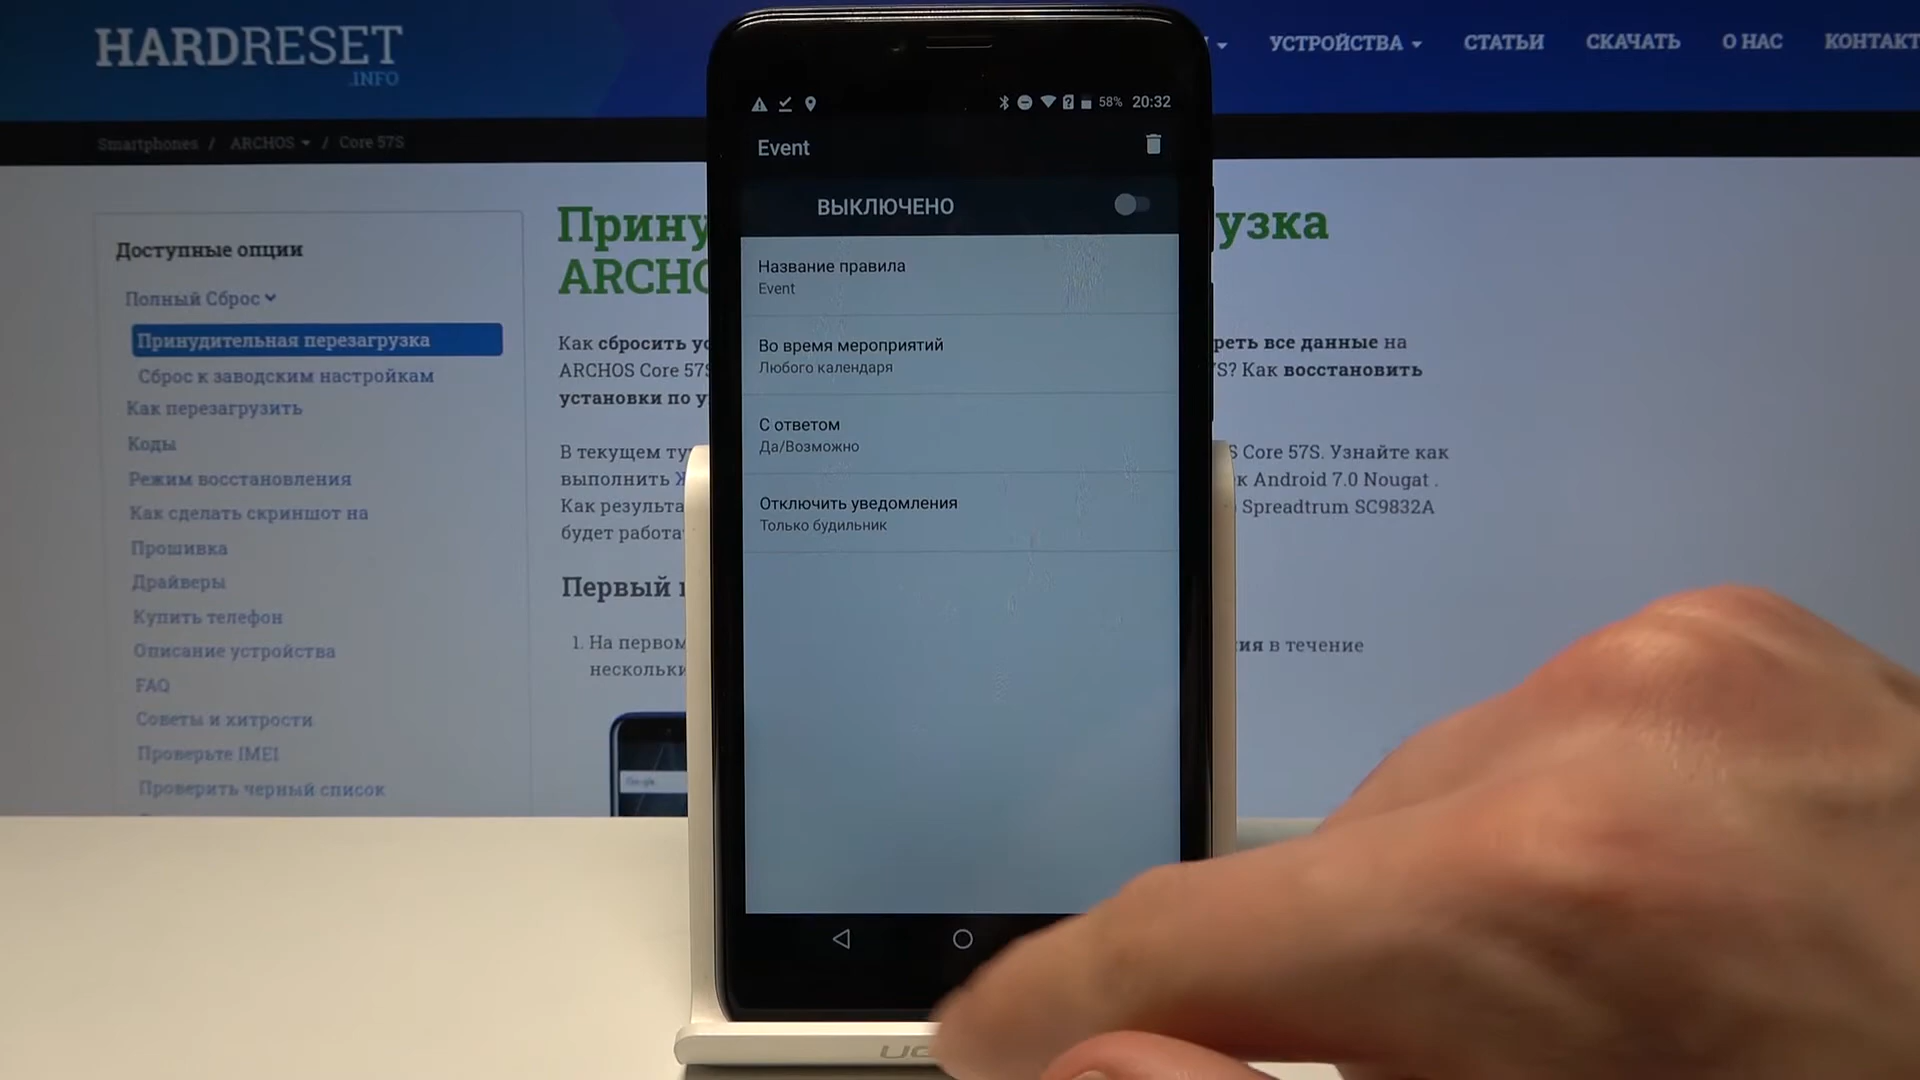 HARDRESET
.INFO
УСТРОЙСТВА
СТАТЬИ
СКАЧАТЬ
О НАС
КОНТАКТ
Smartphones / ARCHOS / Core 57S
Доступные опции
Полный Сброс
Принудительная перезагрузка
Сброс к заводским настройкам
Как перезагрузить
Коды
Режим восстановления
Как сделать скриншот на
Прошивка
Драйверы
Купить телефон
Описание устройства
FAQ
Советы и хитрости
Проверьте IMEI
Проверить черный список
Прину
узка
ARCHO
Как сбросить ус
реть все данные на
ARCHOS Core 57S
'S? Как восстановить
установки по у
В текущем ту
S Core 57S. Узнайте как
выполнить Ж
к Android 7.0 Nougat .
Как результа
Spreadtrum SC9832A
будет работа
Первый
1. На первом
ия в течение
нескольки
Google
58% 20:32
Event
ВЫКЛЮЧЕНО
Название правила
Event
Во время мероприятий
Любого календаря
С ответом
Да/Возможно
Отключить уведомления
Только будильник